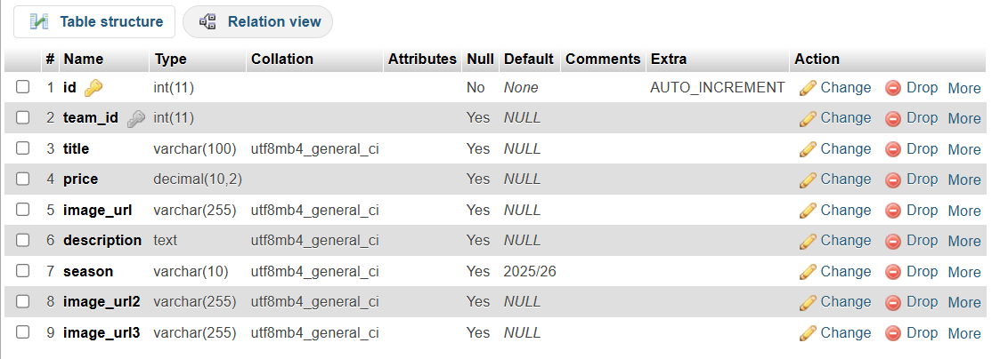 Table structure Relation view
# Name Type Collation Attributes Null Default Comments Extra Action
1 id int(11) No None AUTO_INCREMENT Change Drop More
2 team_id int(11) Yes NULL Change Drop More
3 title varchar(100) utf8mb4_general_ci Yes NULL Change Drop More
4 price decimal(10,2) Yes NULL Change Drop More
5 image_url varchar(255) utf8mb4_general_ci Yes NULL Change Drop More
6 description text utf8mb4_general_ci Yes NULL Change Drop More
7 season varchar(10) utf8mb4_general_ci Yes 2025/26 Change Drop More
8 image_url2 varchar(255) utf8mb4_general_ci Yes NULL Change Drop More
9 image_url3 varchar(255) utf8mb4_general_ci Yes NULL Change Drop More